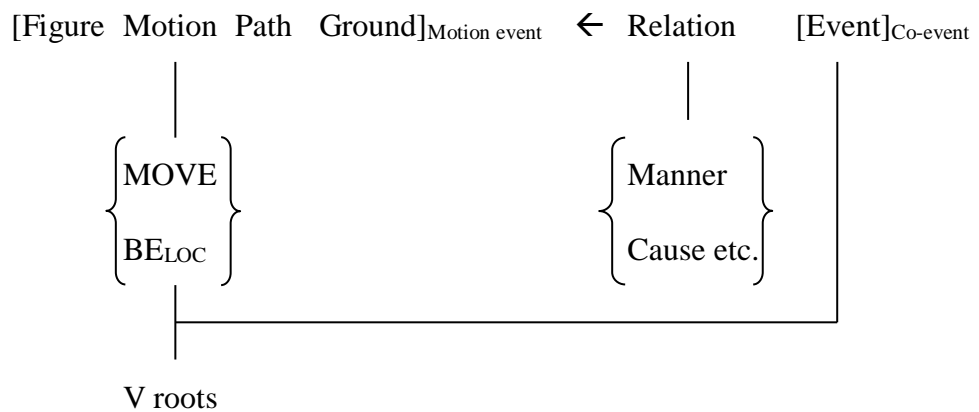 [Figure Motion Path Ground]Motion event ← Relation [Event]Co-event
MOVE Manner
BELOC Cause etc.
V roots